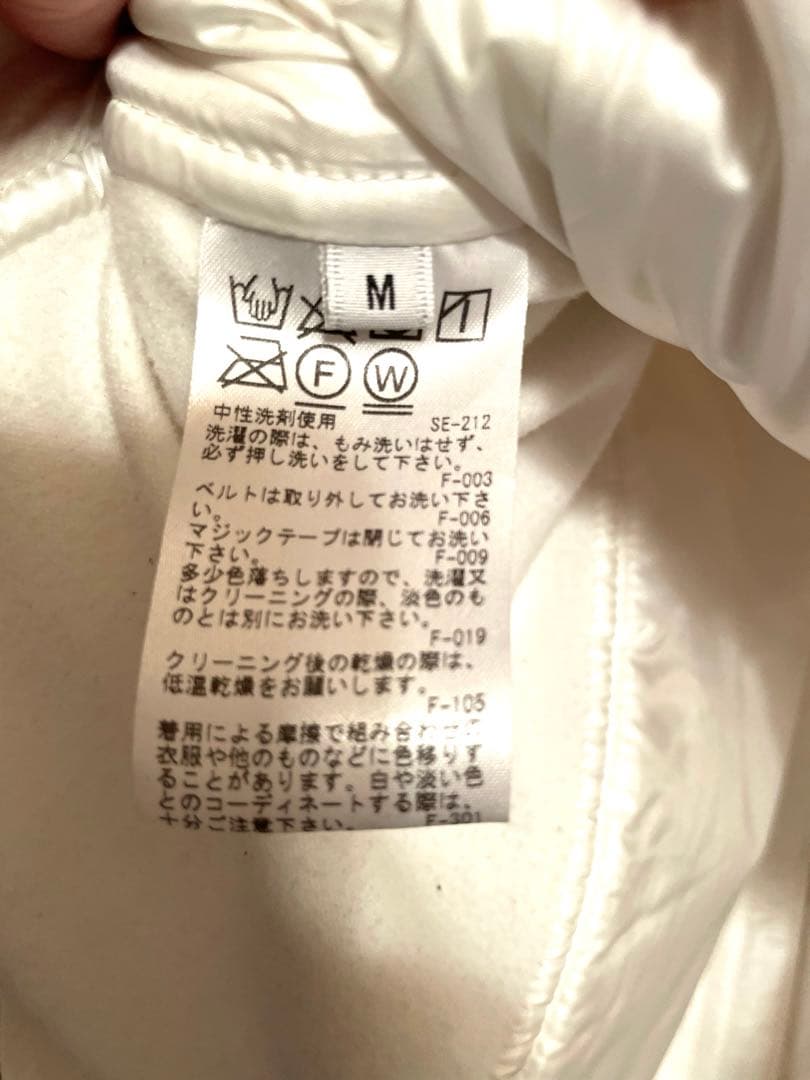 M
F W
中性洗剤使用 SE-212
洗濯の際は、もみ洗いはせず、
必ず押し洗いをして下さい。
F-003
ベルトは取り外してお洗い下さ
い。 F-006
マジックテープは閉じてお洗い
下さい。 F-009
多少色落ちしますので、洗濯又
はクリーニングの際、淡色のも
のとは別にお洗い下さい。
F-019
クリーニング後の乾燥の際は、
低温乾燥をお願いします。
F-105
着用による摩擦で組み合わせの
衣服や他のものなどに色移りす
ることがあります。白や淡い色
とのコーディネートする際は、
十分ご注意下さい。 F-301